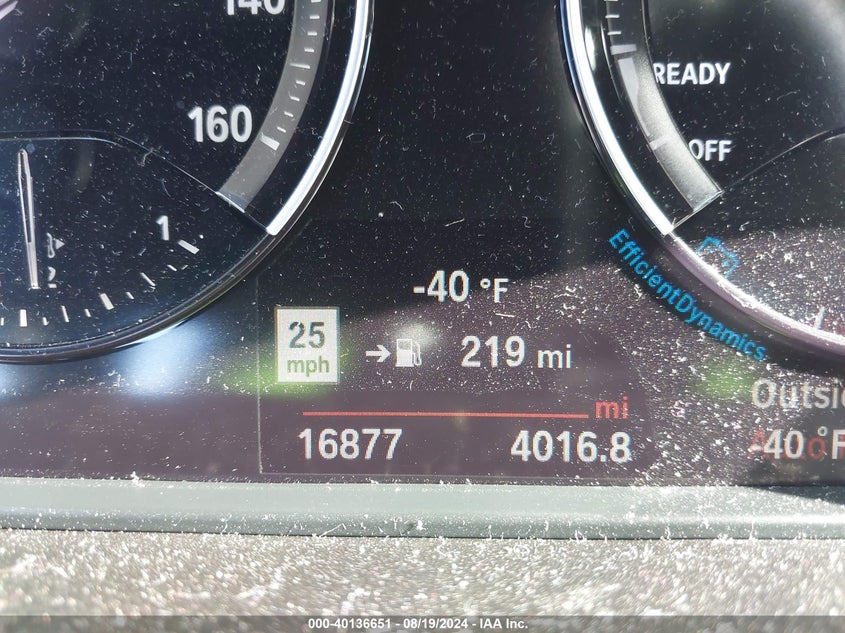 140
160
READY
OFF
1
2
-40 °F
EfficientDynamics
25
mph
219 mi
mi
16877
4016.8
Outsi
-40 °F
000-40136651 - 08/19/2024 - IAA Inc.